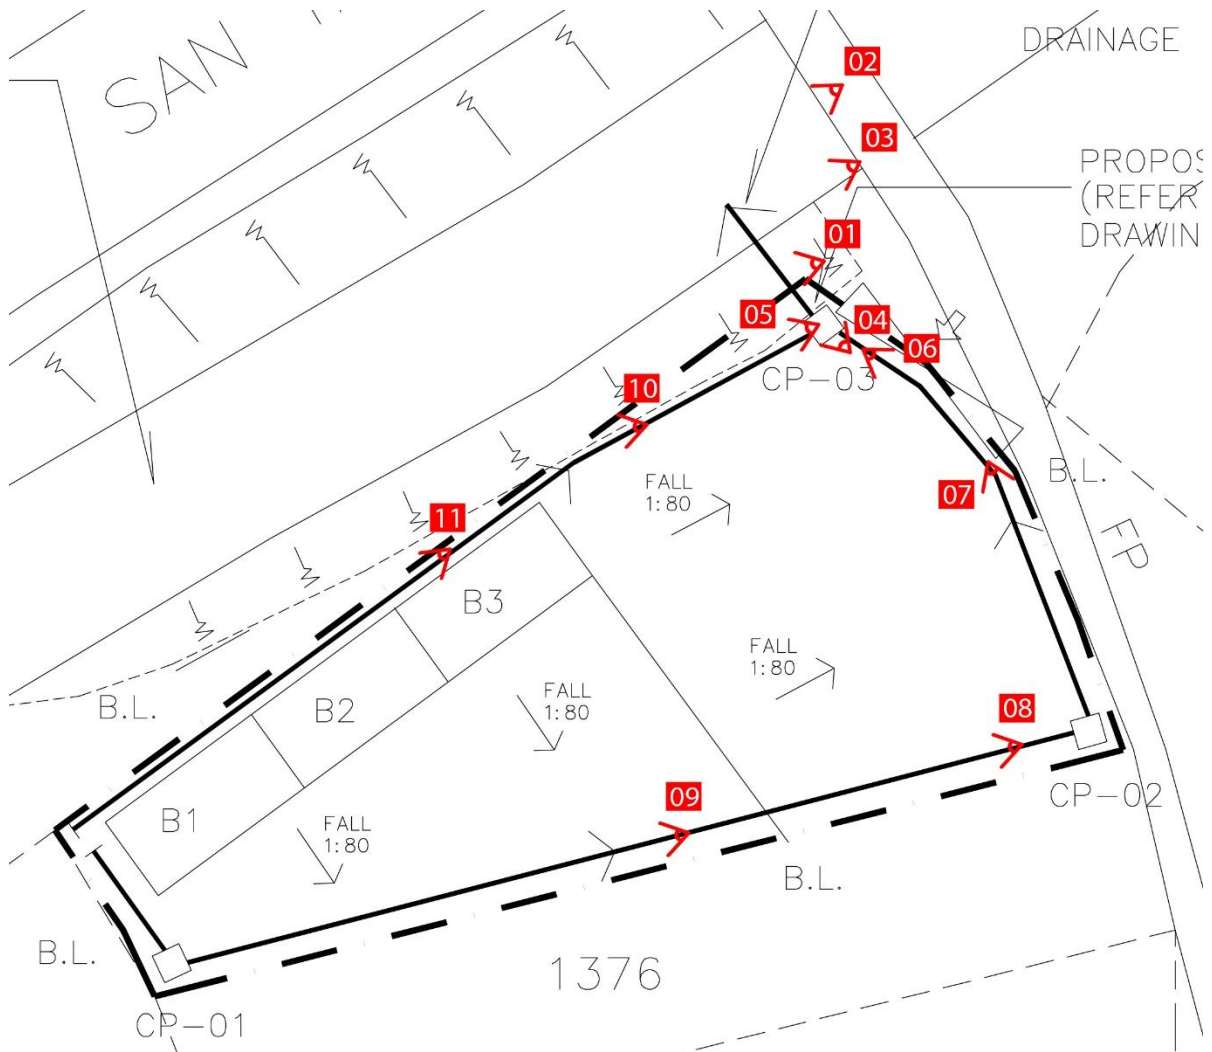 SAN
DRAINAGE
02
03
PROPOS
(REFER
DRAWIN
01
05
04
06
CP-03
10
B.L.
FALL
1:80
07
11
FP
B3
FALL
1:80
FALL
1:80
B.L.
B2
08
09
CP-02
B1
FALL
1:80
B.L.
B.L.
1376
CP-01